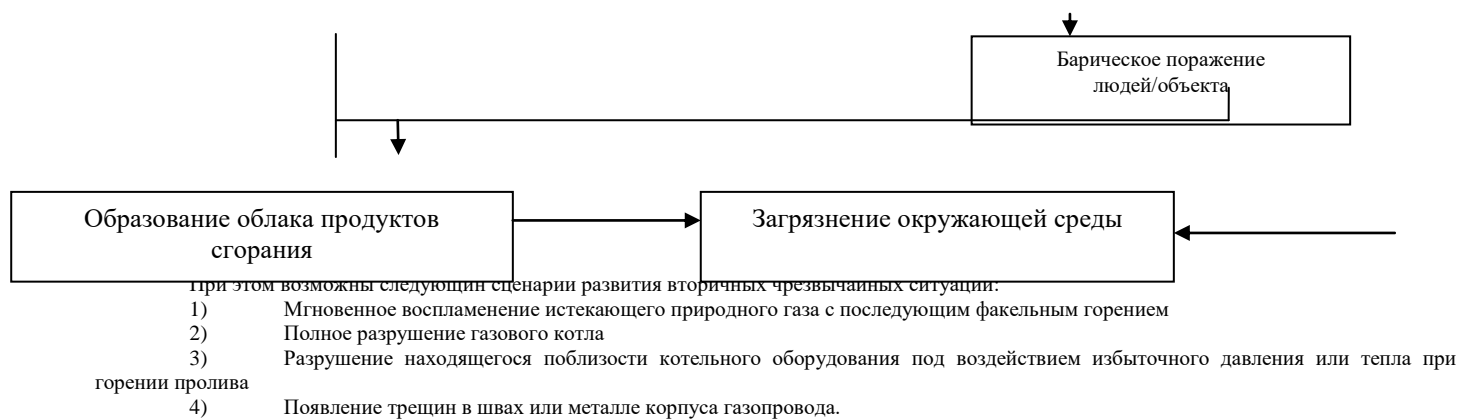 Барическое поражение
людей/объекта
Образование облака продуктов
сгорания
Загрязнение окружающей среды
При этом возможны следующий сценарии развития вторичных чрезвычайных ситуаций:
1) Мгновенное воспламенение истекающего природного газа с последующим факельным горением
2) Полное разрушение газового котла
3) Разрушение находящегося поблизости котельного оборудования под воздействием избыточного давления или тепла при
горении пролива
4) Появление трещин в швах или металле корпуса газопровода.